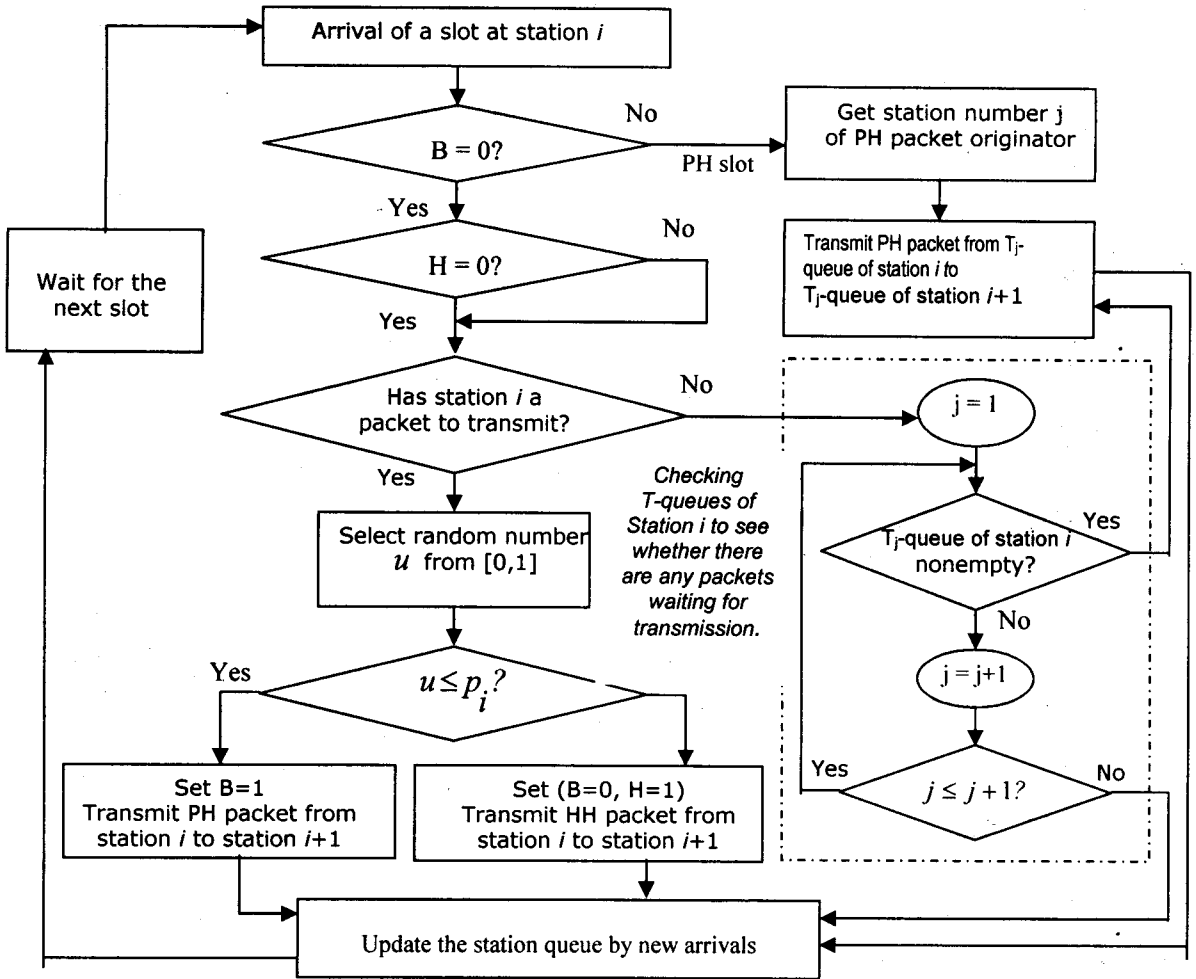 Arrival of a slot at station i
B = 0?
No
PH slot
Get station number j
of PH packet originator
Yes
H = 0?
No
Transmit PH packet from Tj-
queue of station i to
Tj-queue of station i+1
Wait for the
next slot
Yes
Has station i a
packet to transmit?
No
j = 1
Yes
Checking
T-queues of
Station i to see
whether there
are any packets
waiting for
transmission.
Select random number
u from [0,1]
Tj-queue of station i
nonempty?
Yes
No
j = j+1
Yes
u ≤ pi?
Set B=1
Transmit PH packet from
station i to station i+1
Set (B=0, H=1)
Transmit HH packet from
station i to station i+1
Yes
j ≤ j + 1?
No
Update the station queue by new arrivals